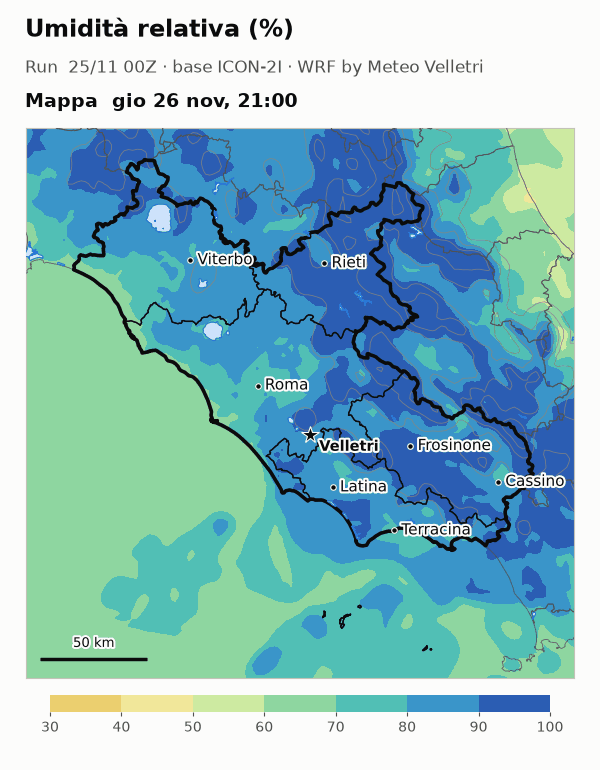 Umidità relativa (%)
Run  25/11 00Z · base ICON-2I · WRF by Meteo Velletri
Mappa  gio 26 nov, 21:00
Viterbo
Rieti
Roma
Velletri
Frosinone
Cassino
Latina
Terracina
50 km
30 40 50 60 70 80 90 100